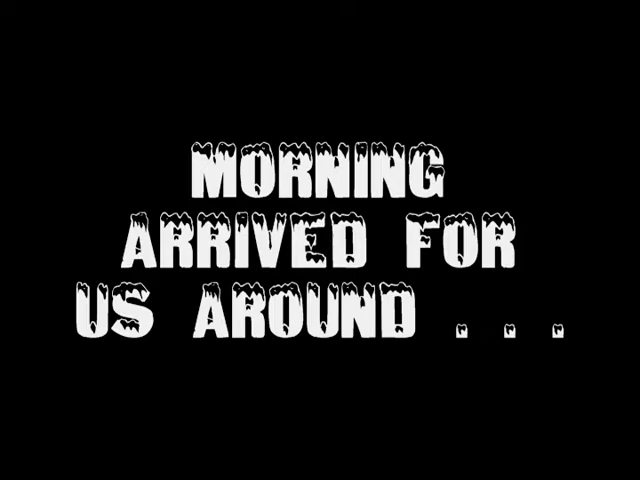 MORNING
ARRIVED FOR
US AROUND . . .